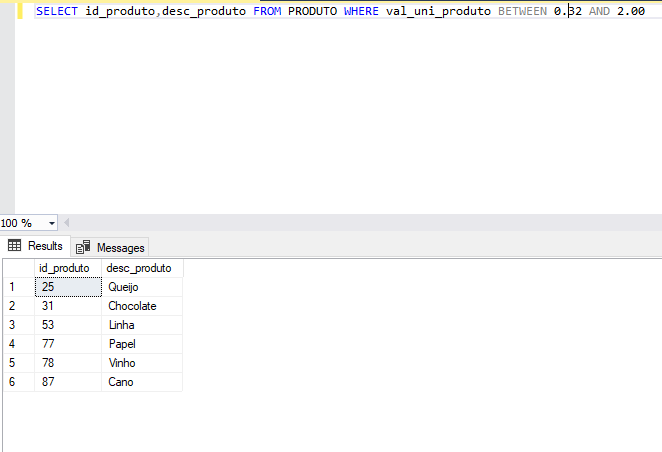 SELECT id_produto,desc_produto FROM PRODUTO WHERE val_uni_produto BETWEEN 0.32 AND 2.00
100 %
Results Messages
id_produto desc_produto
1 25 Queijo
2 31 Chocolate
3 53 Linha
4 77 Papel
5 78 Vinho
6 87 Cano